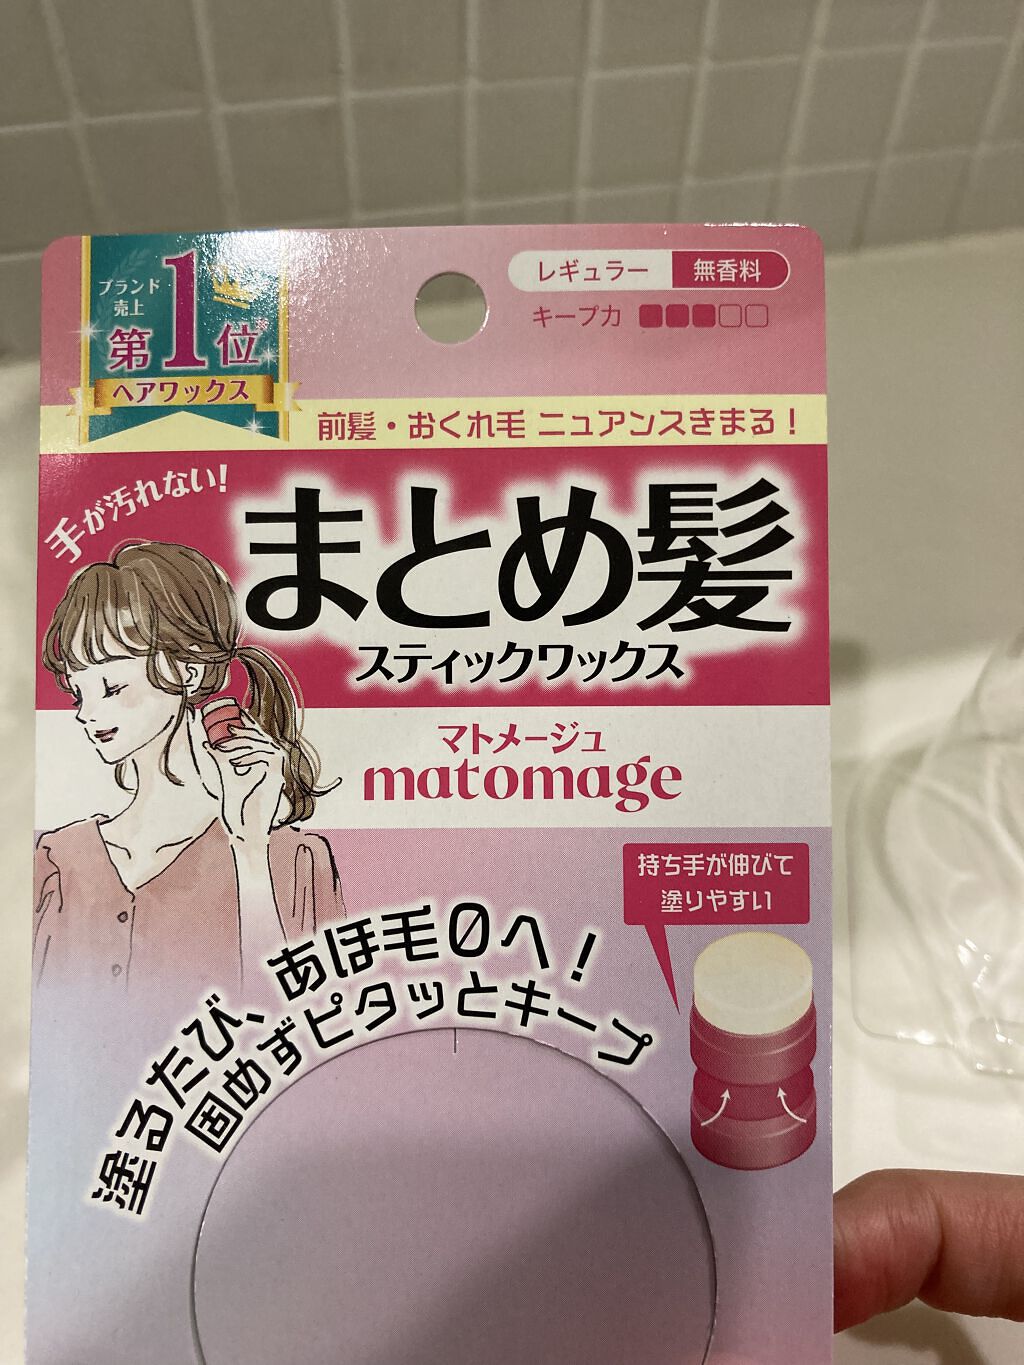 ブランド
売上
第1位※
ヘアワックス
レギュラー 無香料
キープ力
前髪・おくれ毛 ニュアンスきまる！
手が汚れない！
まとめ髪
スティックワックス
マトメージュ
matomage
持ち手が伸びて
塗りやすい
塗るたび、あほ毛0へ！
固めずピタッとキープ